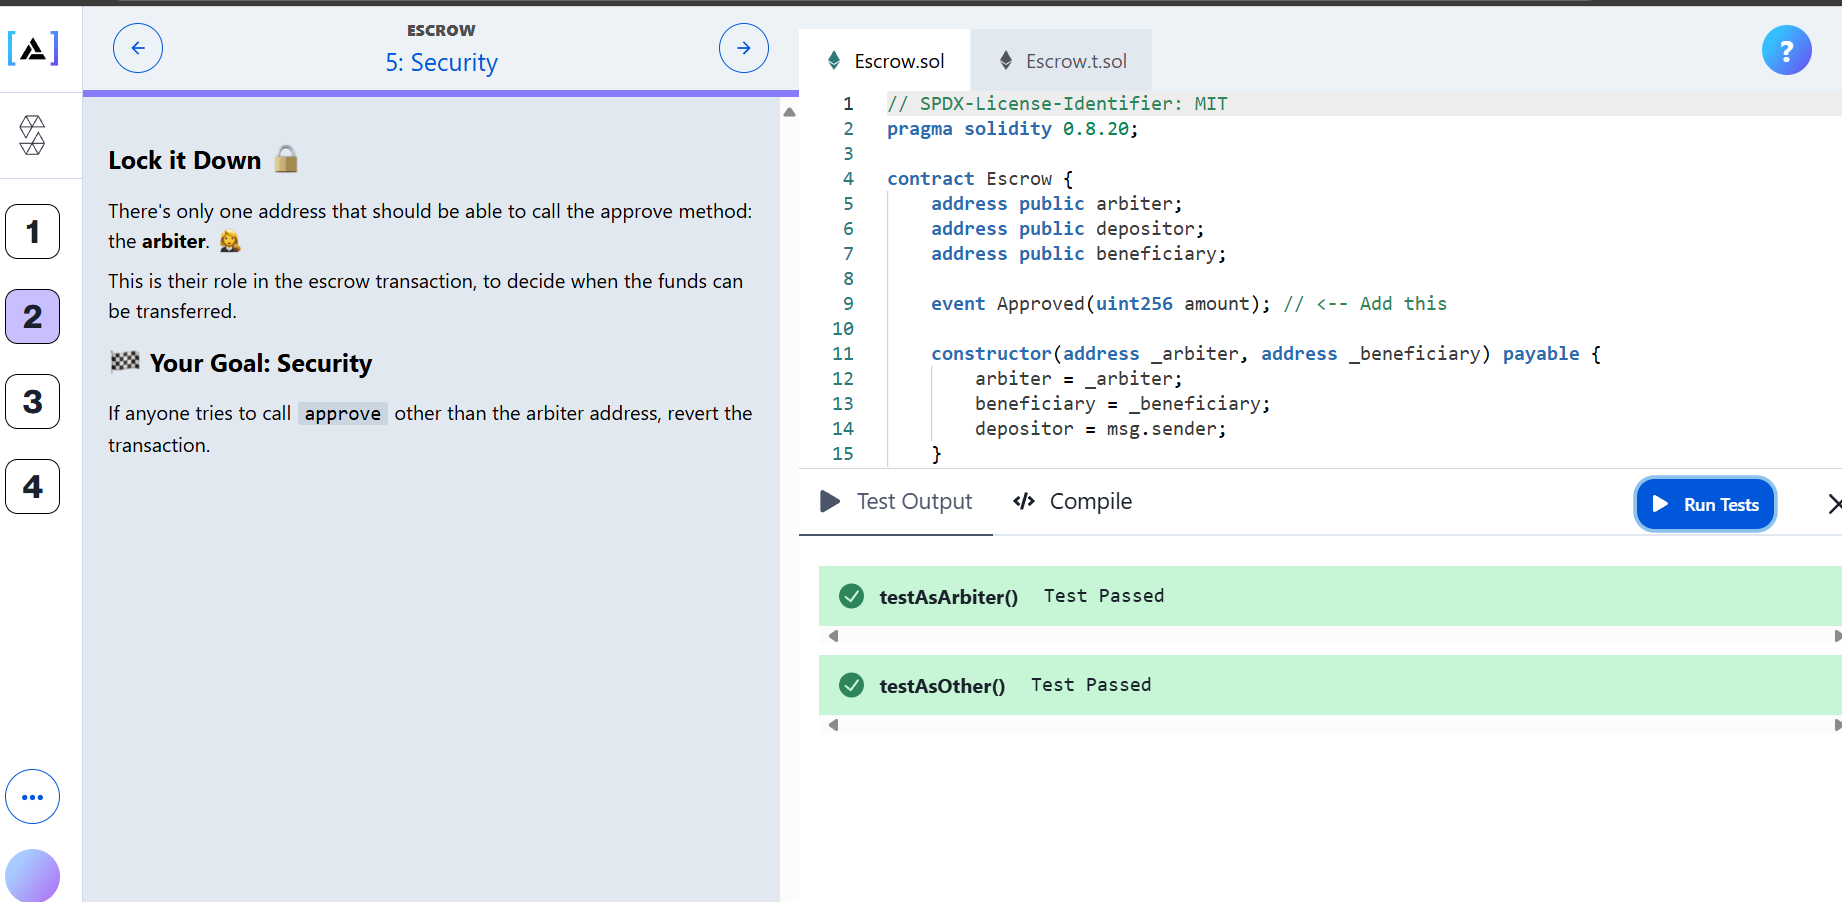 ESCROW
5: Security
Lock it Down 🔒
There's only one address that should be able to call the approve method:
the arbiter. 👩‍⚖️
This is their role in the escrow transaction, to decide when the funds can
be transferred.
🏁 Your Goal: Security
If anyone tries to call approve other than the arbiter address, revert the
transaction.
1
2
3
4
Escrow.sol
Escrow.t.sol
?
1 // SPDX-License-Identifier: MIT
2 pragma solidity 0.8.20;
3
4 contract Escrow {
5 address public arbiter;
6 address public depositor;
7 address public beneficiary;
8
9 event Approved(uint256 amount); // <-- Add this
10
11 constructor(address _arbiter, address _beneficiary) payable {
12 arbiter = _arbiter;
13 beneficiary = _beneficiary;
14 depositor = msg.sender;
15 }
Test Output
</> Compile
Run Tests
testAsArbiter() Test Passed
testAsOther() Test Passed